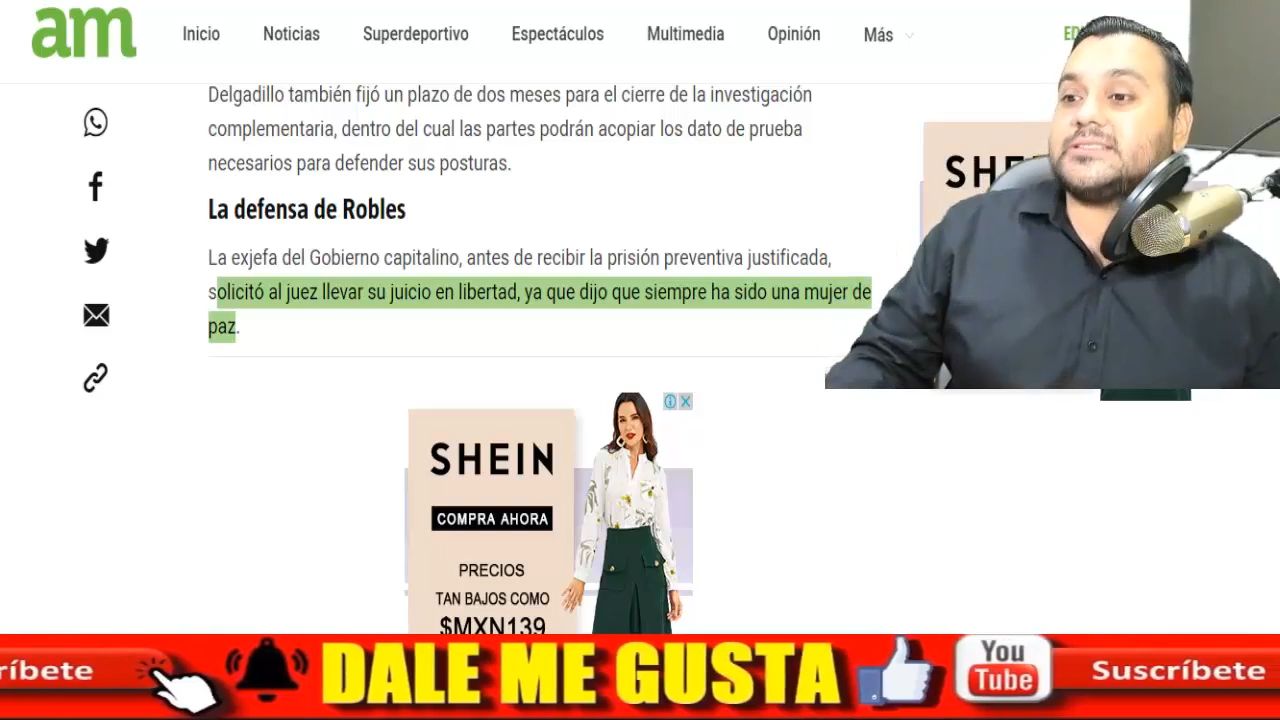 am
Inicio Noticias Superdeportivo Espectáculos Multimedia Opinión Más
Delgadillo también fijó un plazo de dos meses para el cierre de la investigación
complementaria, dentro del cual las partes podrán acopiar los dato de prueba
necesarios para defender sus posturas.
La defensa de Robles
La exjefa del Gobierno capitalino, antes de recibir la prisión preventiva justificada,
solicitó al juez llevar su juicio en libertad, ya que dijo que siempre ha sido una mujer de
paz.
SHEIN
COMPRA AHORA
PRECIOS
TAN BAJOS COMO
$MXN139
DALE ME GUSTA
You
Tube
Suscríbete